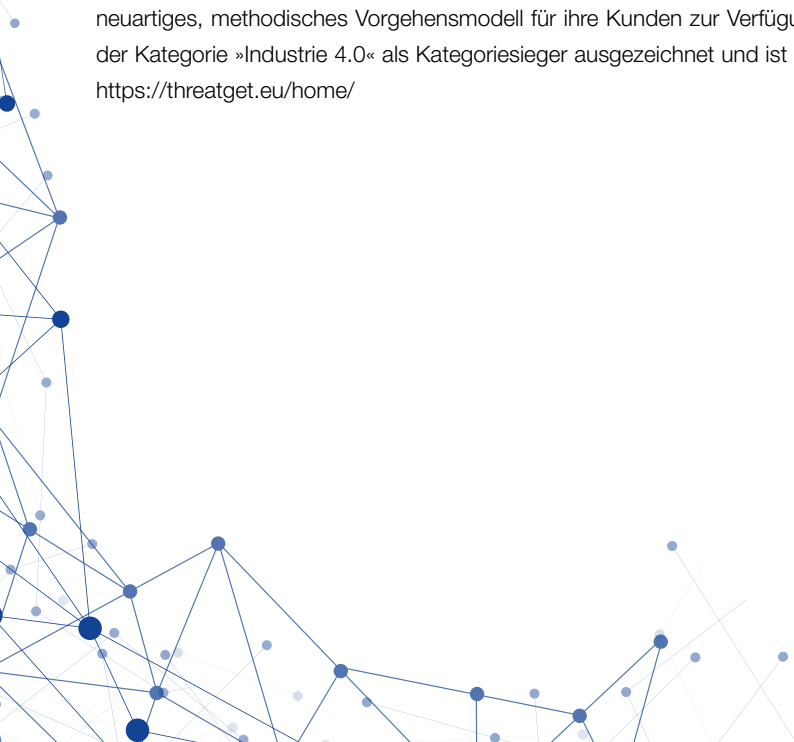 neuartiges, methodisches Vorgehensmodell für ihre Kunden zur Verfügu
der Kategorie »Industrie 4.0« als Kategoriesieger ausgezeichnet und ist
https://threatget.eu/home/